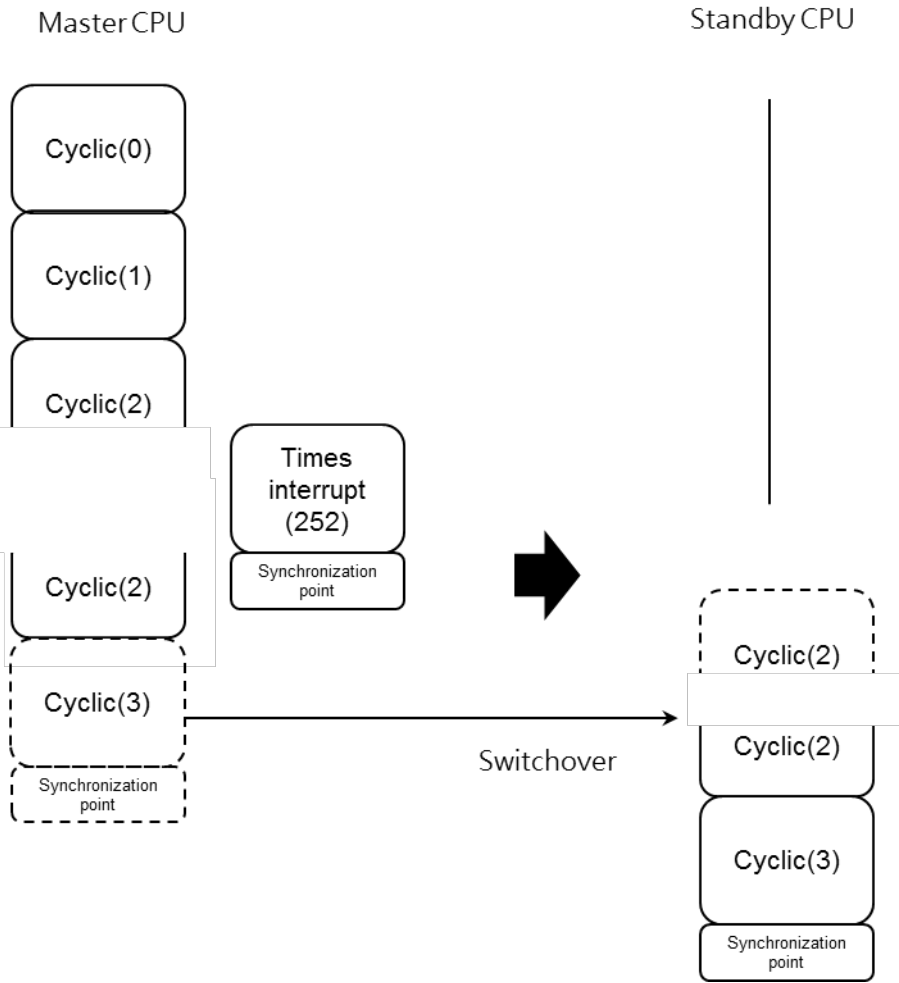 Master CPU
Standby CPU
Cyclic(0)
Cyclic(1)
Cyclic(2)
Times
interrupt
(252)
Synchronization
point
Cyclic(2)
Cyclic(3)
Synchronization
point
Switchover
Cyclic(2)
Cyclic(2)
Cyclic(3)
Synchronization
point